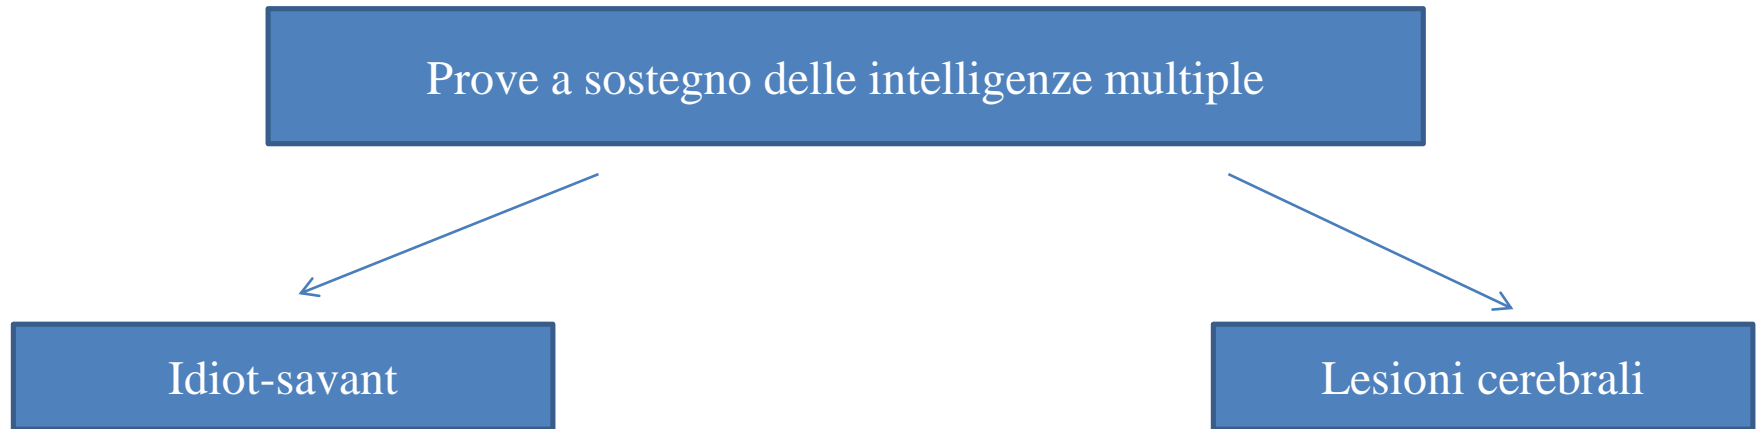 Prove a sostegno delle intelligenze multiple
Idiot-savant
Lesioni cerebrali